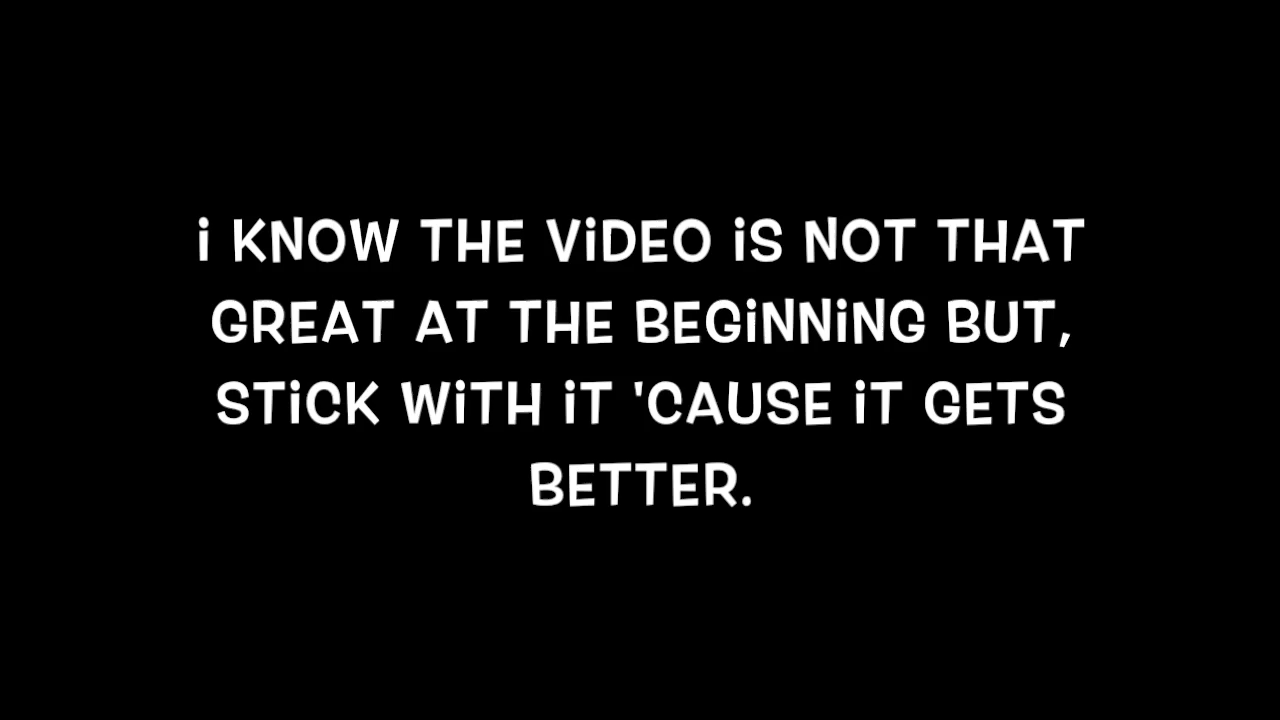 i KNOW THE ViDEO iS NOT THAT
GREAT AT THE BEGiNNiNG BUT,
STiCK WiTH iT 'CAUSE iT GETS
BETTER.